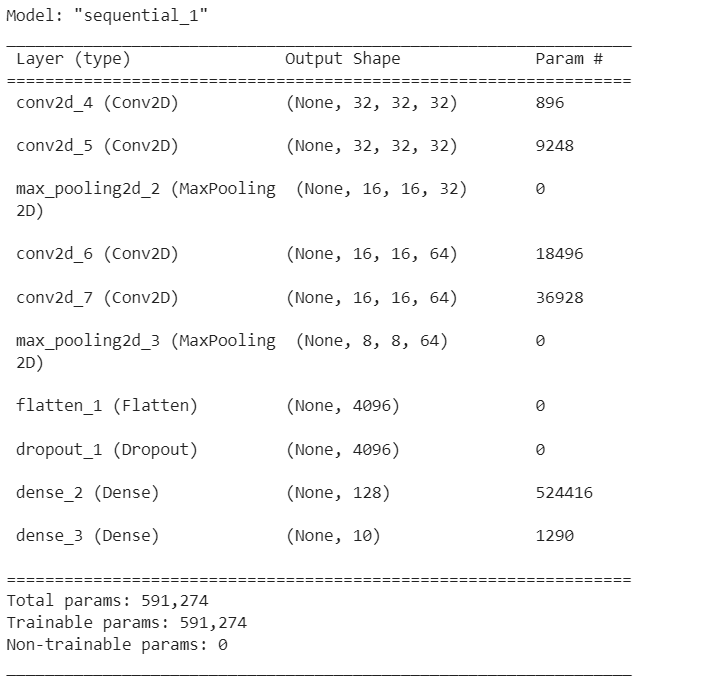 Model: "sequential_1"
Layer (type) Output Shape Param #
conv2d_4 (Conv2D) (None, 32, 32, 32) 896
conv2d_5 (Conv2D) (None, 32, 32, 32) 9248
max_pooling2d_2 (MaxPooling (None, 16, 16, 32) 0
2D)
conv2d_6 (Conv2D) (None, 16, 16, 64) 18496
conv2d_7 (Conv2D) (None, 16, 16, 64) 36928
max_pooling2d_3 (MaxPooling (None, 8, 8, 64) 0
2D)
flatten_1 (Flatten) (None, 4096) 0
dropout_1 (Dropout) (None, 4096) 0
dense_2 (Dense) (None, 128) 524416
dense_3 (Dense) (None, 10) 1290
Total params: 591,274
Trainable params: 591,274
Non-trainable params: 0